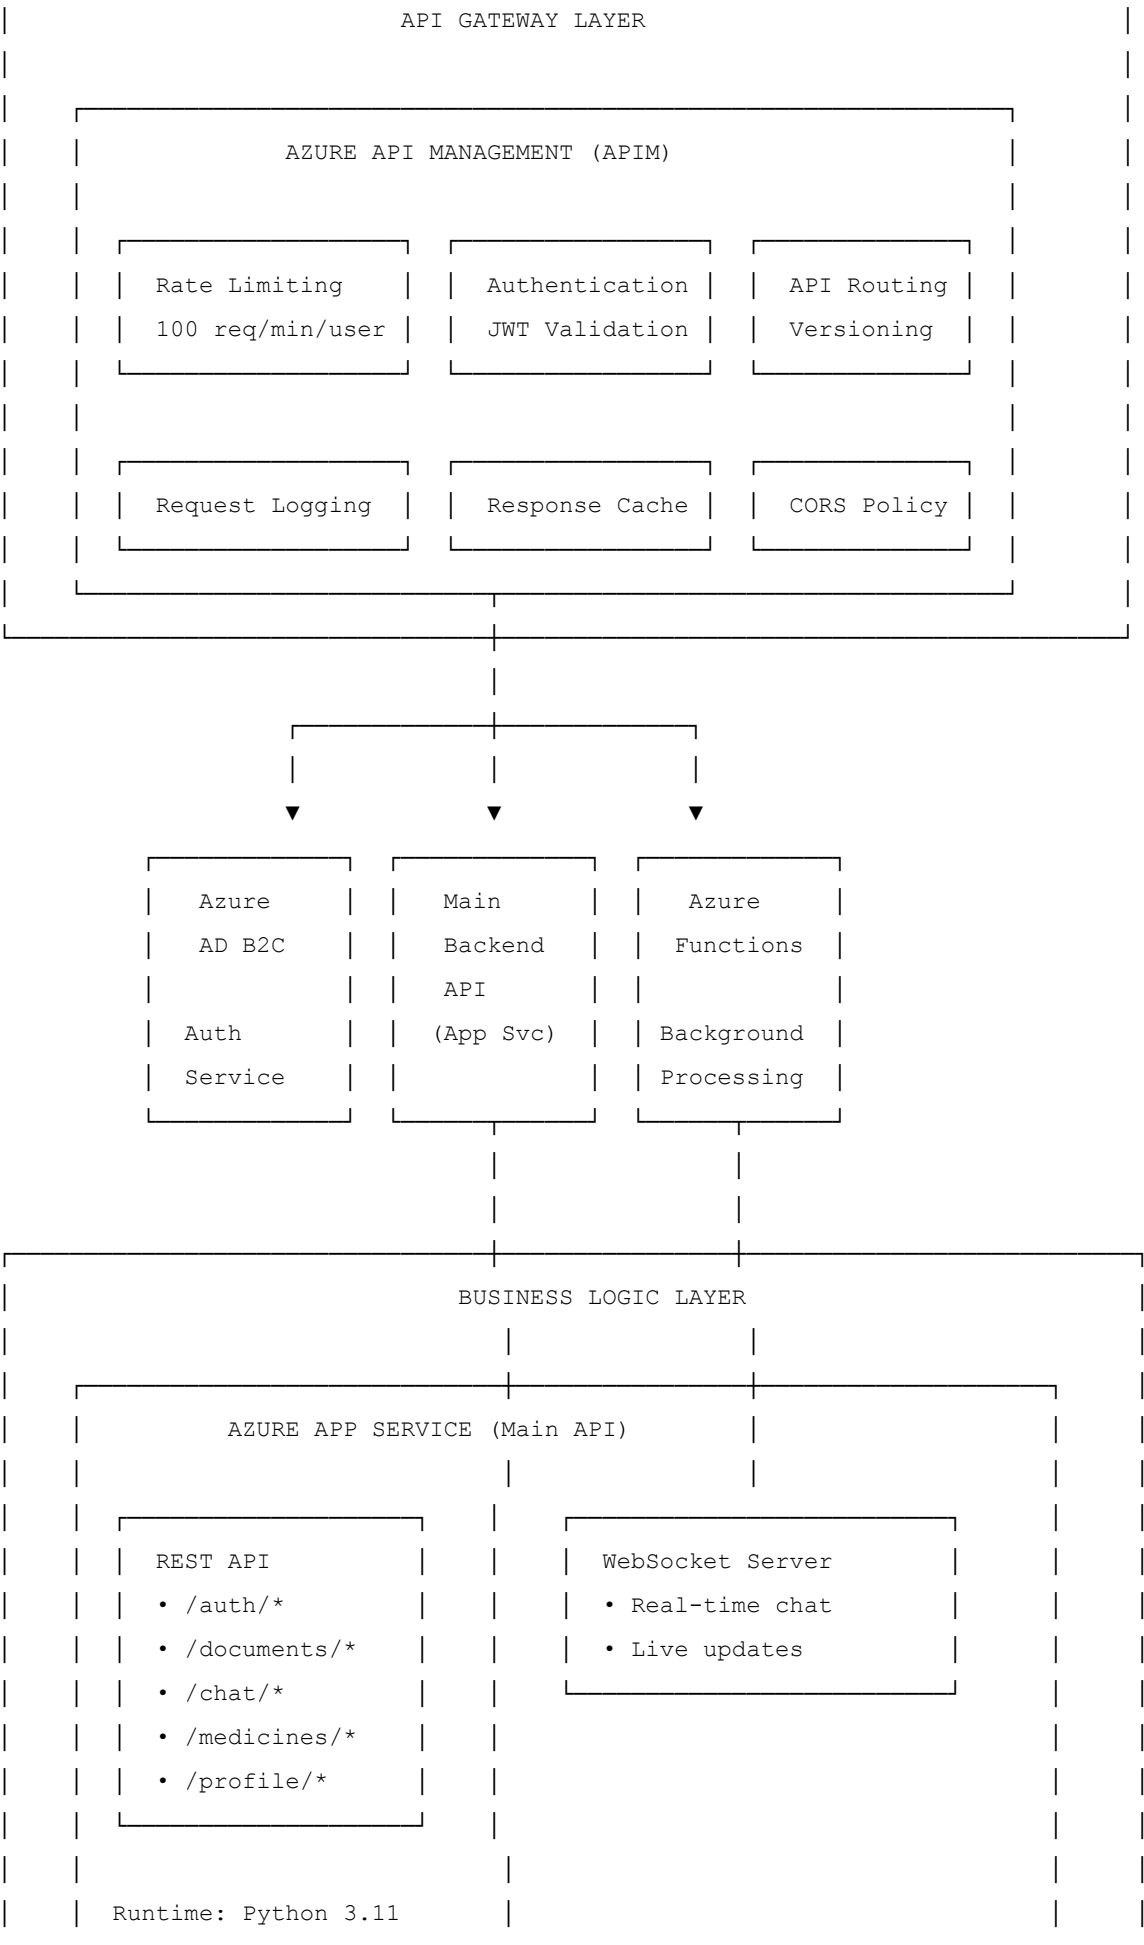 API GATEWAY LAYER
AZURE API MANAGEMENT (APIM)
Rate Limiting Authentication API Routing
100 req/min/user JWT Validation Versioning
Request Logging Response Cache CORS Policy
Azure Main Azure
AD B2C Backend Functions
API
Auth (App Svc) Background
Service Processing
BUSINESS LOGIC LAYER
AZURE APP SERVICE (Main API)
REST API WebSocket Server
• /auth/* • Real-time chat
• /documents/* • Live updates
• /chat/*
• /medicines/*
• /profile/*
Runtime: Python 3.11